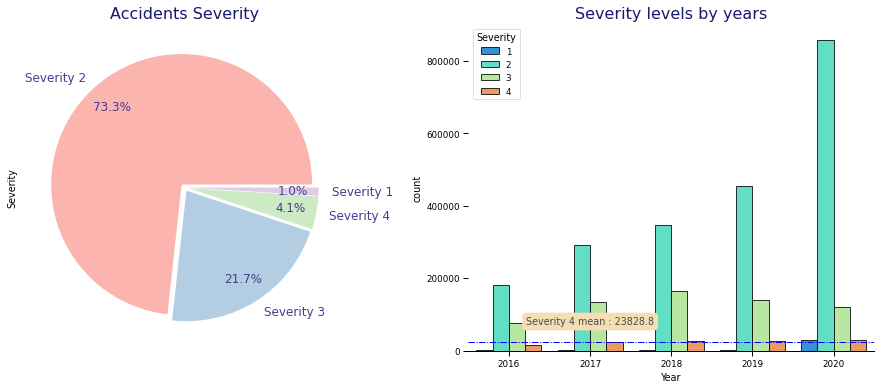 Accidents Severity
Severity 2
73.3%
1.0%
Severity 1
4.1%
Severity 4
Severity
21.7%
Severity 3
Severity levels by years
Severity
1
2
3
4
800000
600000
400000
200000
0
count
Severity 4 mean : 23828.8
2016 2017 2018 2019 2020
Year